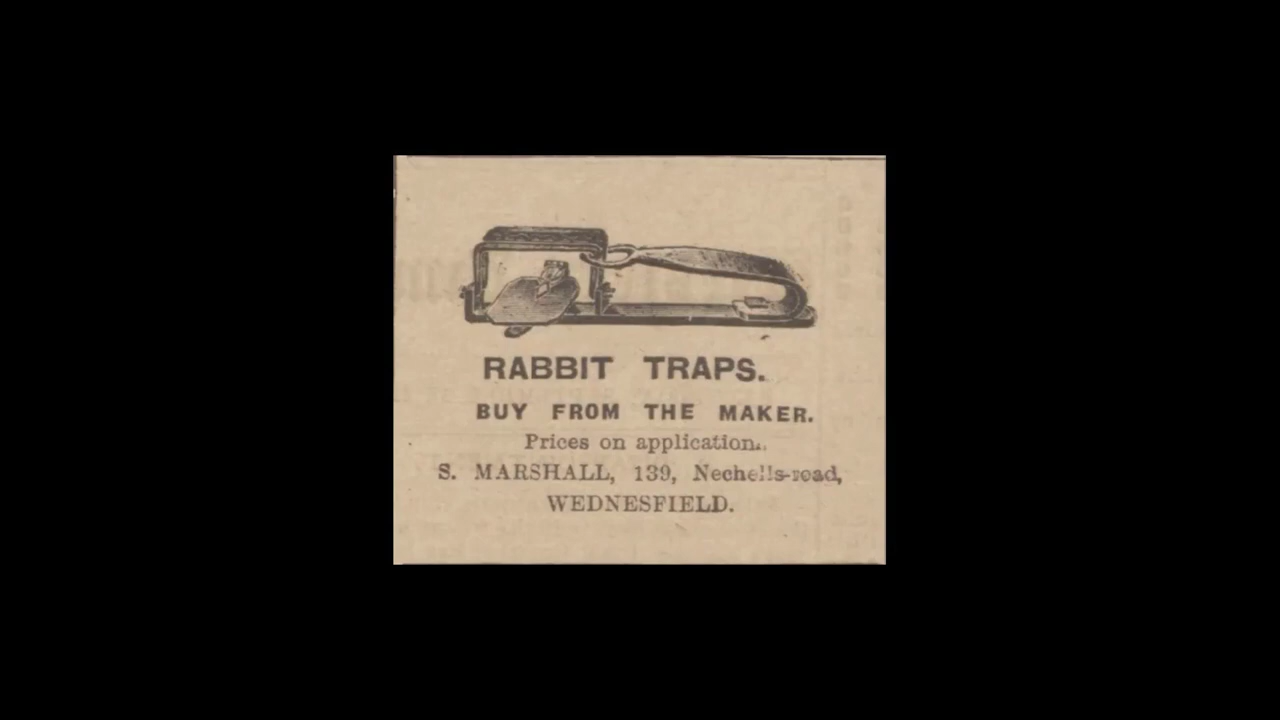 RABBIT TRAPS.
BUY FROM THE MAKER.
Prices on application.
S. MARSHALL, 139, Nechells-road,
WEDNESFIELD.